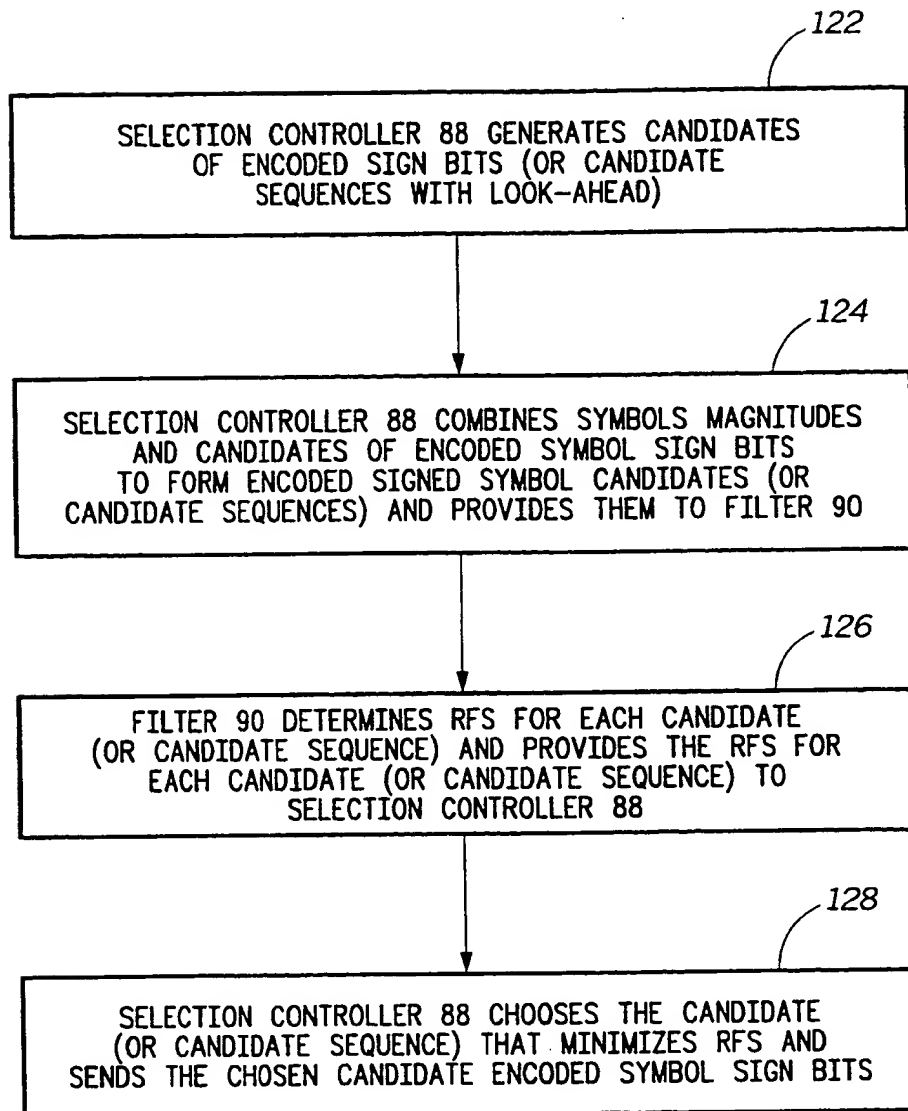 122
SELECTION CONTROLLER 88 GENERATES CANDIDATES
OF ENCODED SIGN BITS (OR CANDIDATE
SEQUENCES WITH LOOK-AHEAD)
124
SELECTION CONTROLLER 88 COMBINES SYMBOLS MAGNITUDES
AND CANDIDATES OF ENCODED SYMBOL SIGN BITS
TO FORM ENCODED SIGNED SYMBOL CANDIDATES (OR
CANDIDATE SEQUENCES) AND PROVIDES THEM TO FILTER 90
126
FILTER 90 DETERMINES RFS FOR EACH CANDIDATE
(OR CANDIDATE SEQUENCE) AND PROVIDES THE RFS FOR
EACH CANDIDATE (OR CANDIDATE SEQUENCE) TO
SELECTION CONTROLLER 88
128
SELECTION CONTROLLER 88 CHOOSES THE CANDIDATE
(OR CANDIDATE SEQUENCE) THAT MINIMIZES RFS AND
SENDS THE CHOSEN CANDIDATE ENCODED SYMBOL SIGN BITS